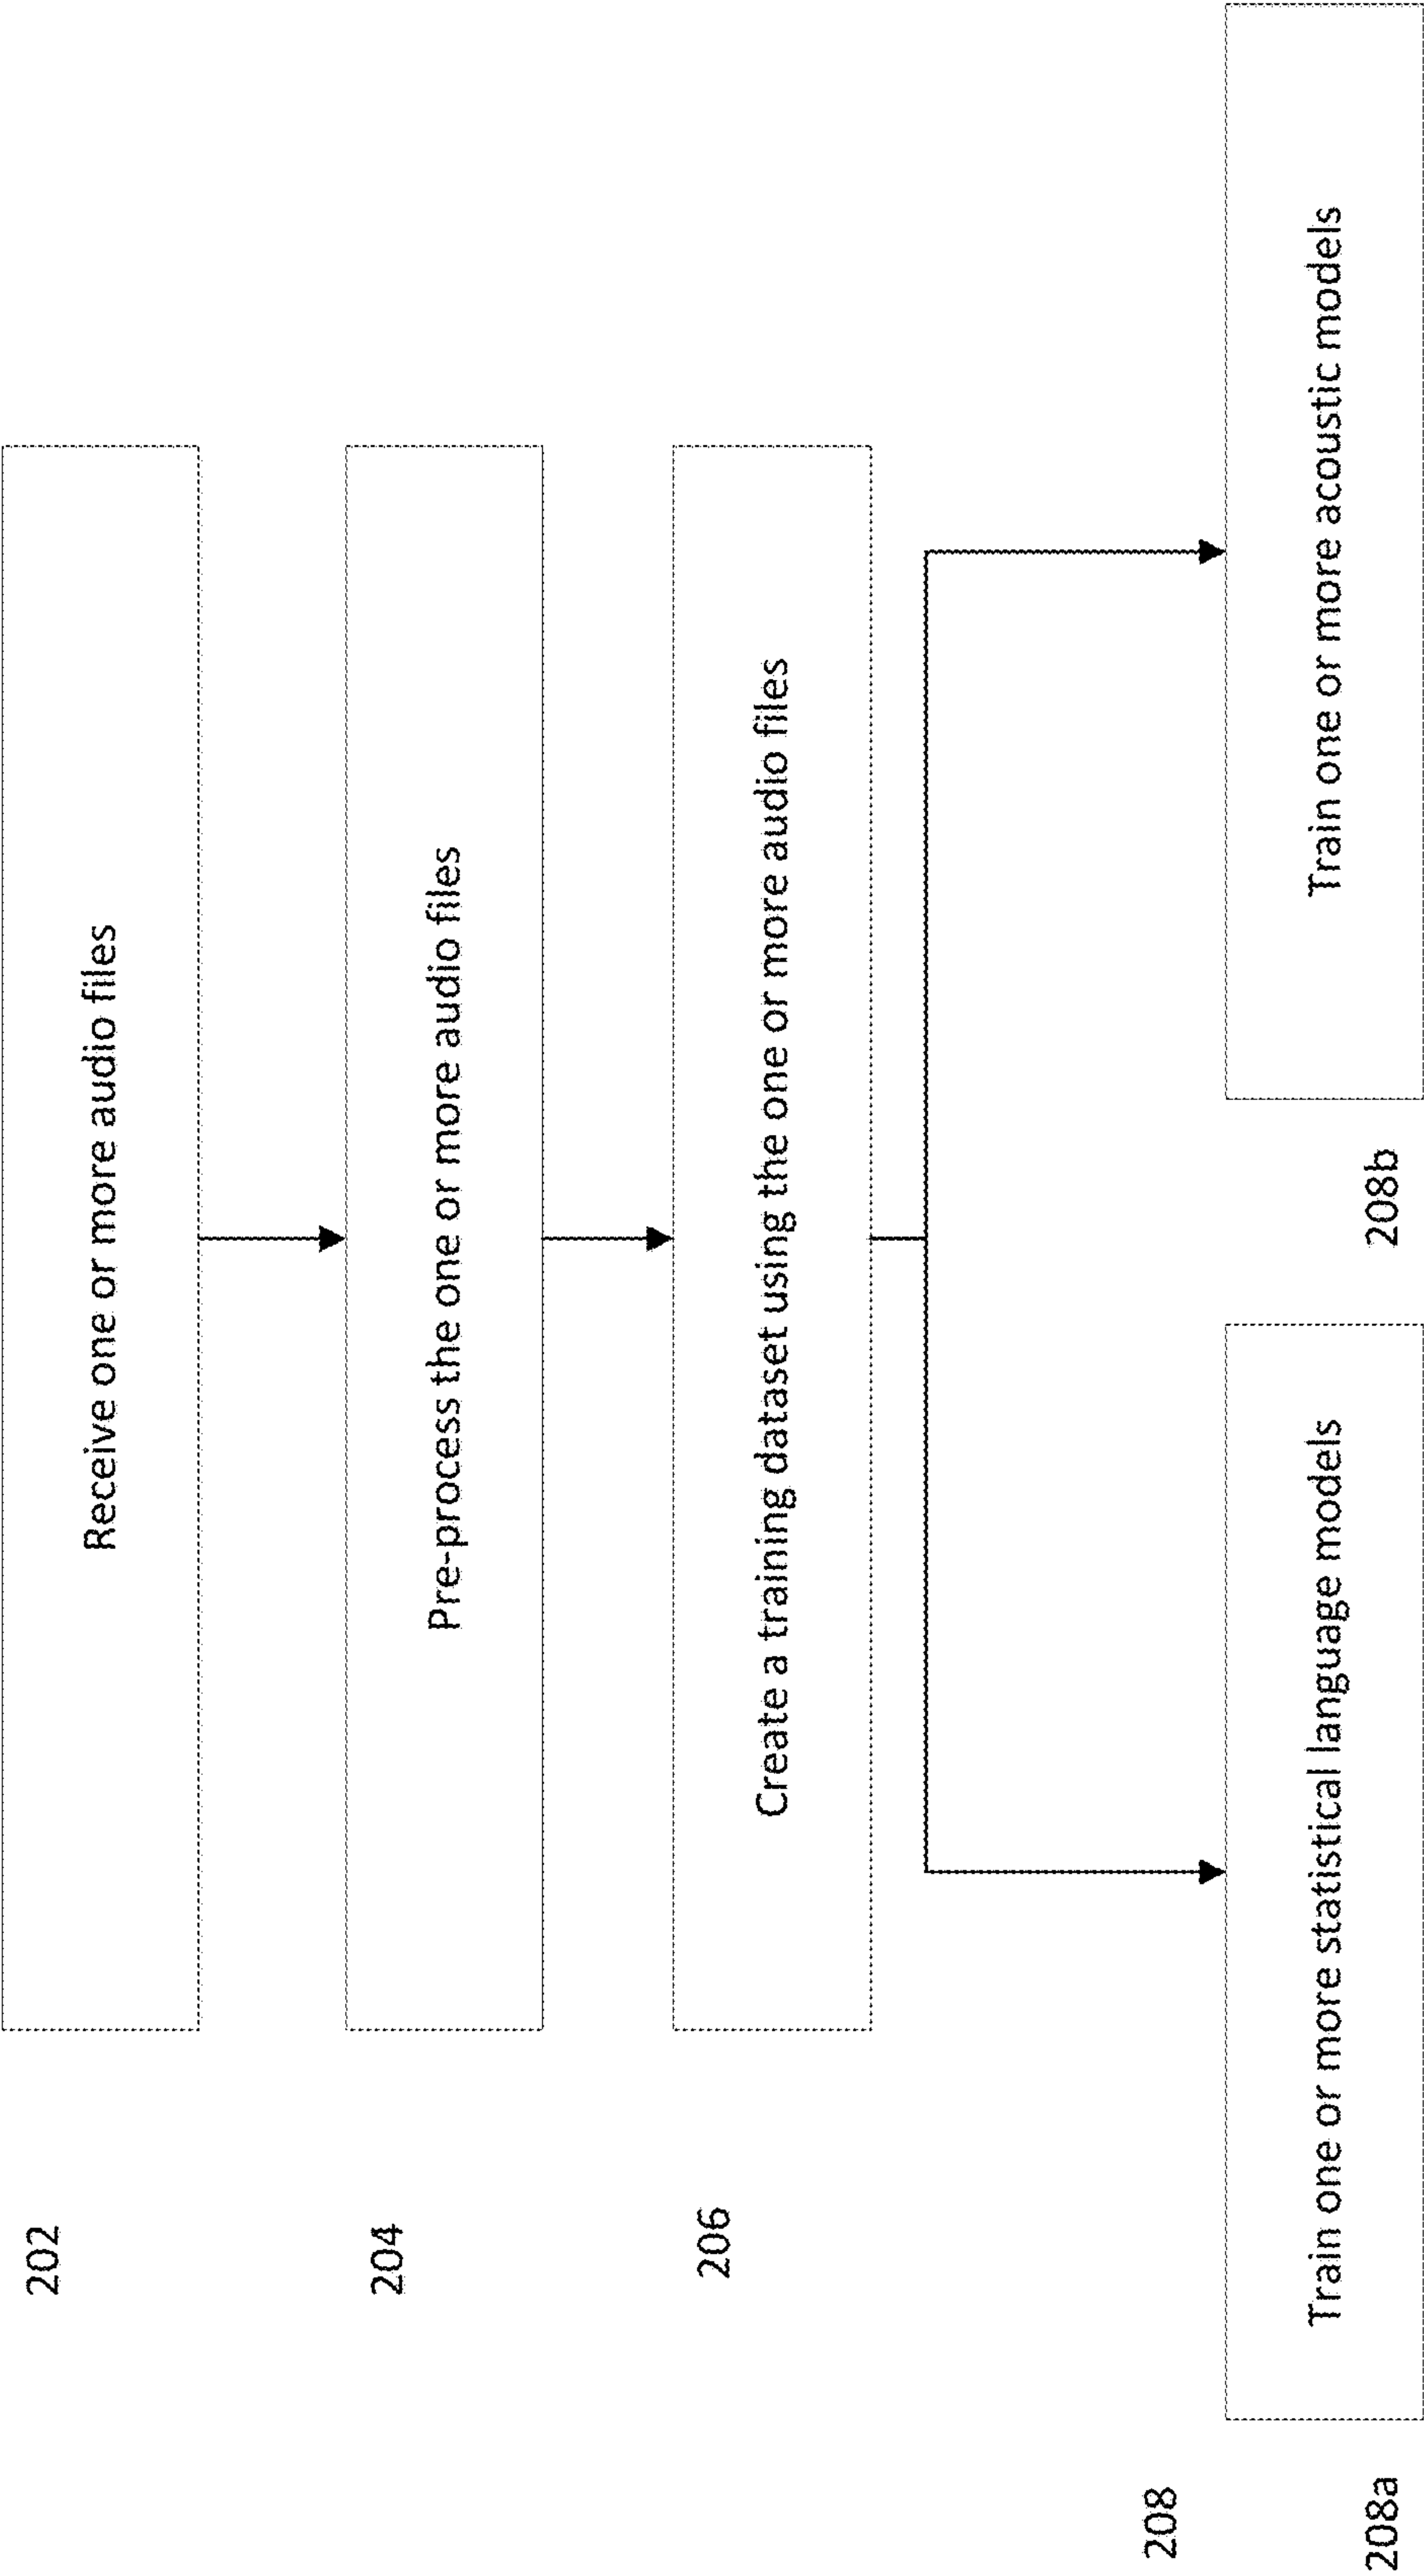 202
Receive one or more audio files
204
Pre-process the one or more audio files
206
Create a training dataset using the one or more audio files
208
208a
Train one or more statistical language models
208b
Train one or more acoustic models